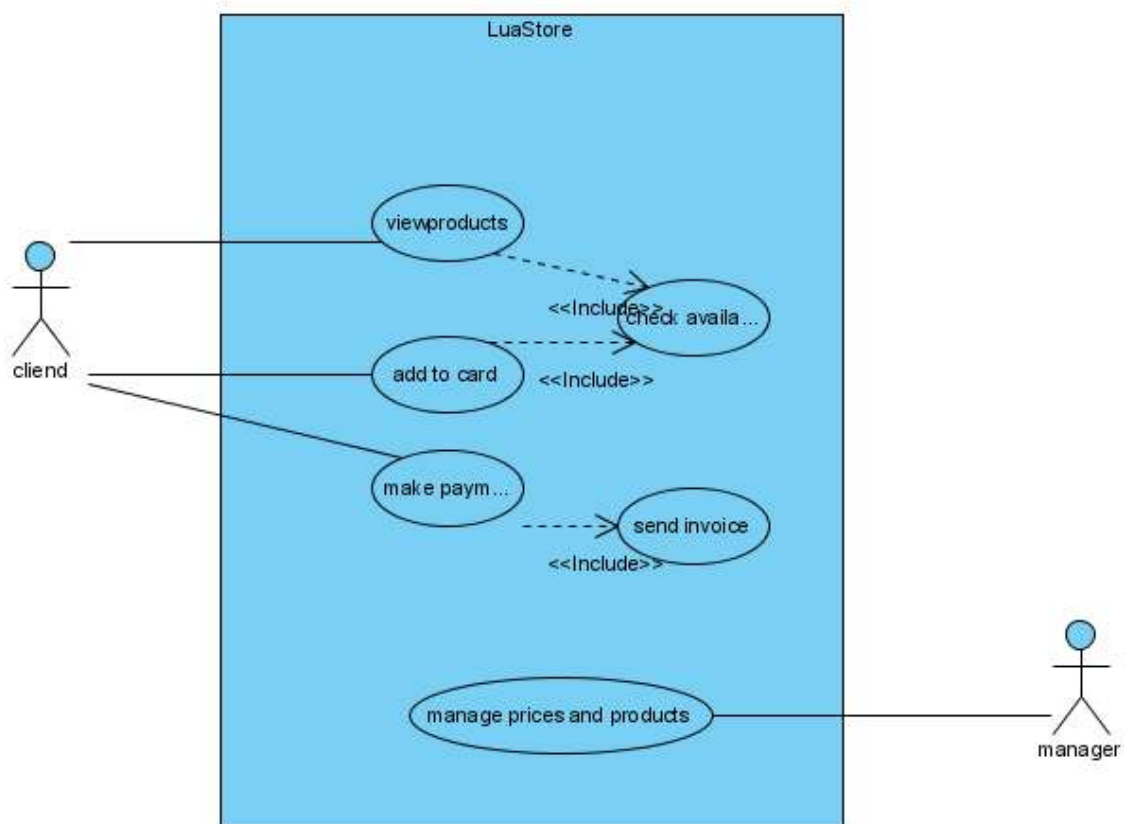 LuaStore
viewproducts
<<Include>>
check availa...
cliend
add to card
<<Include>>
make paym...
send invoice
<<Include>>
manage prices and products
manager